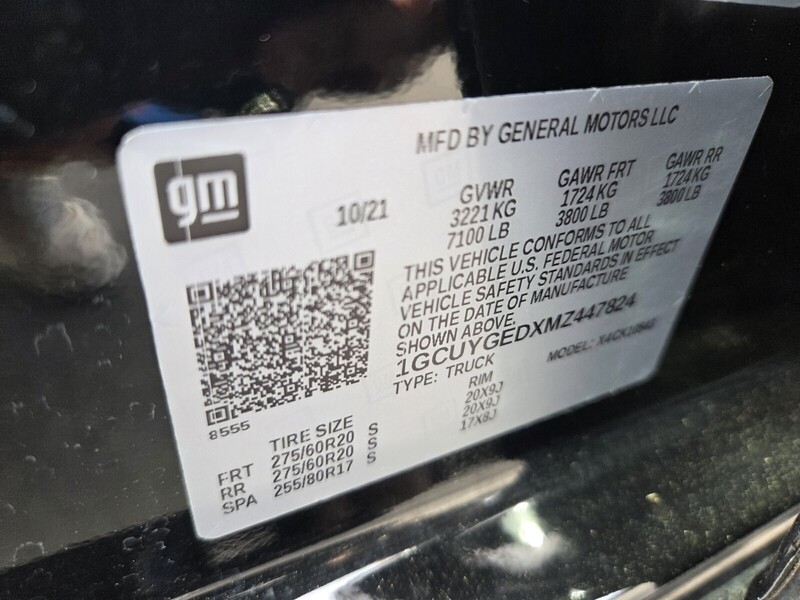 gm
MFD BY GENERAL MOTORS LLC
10/21
GVWR GAWR FRT GAWR RR
3221 KG 1724 KG 1724 KG
7100 LB 3800 LB 3800 LB
THIS VEHICLE CONFORMS TO ALL
APPLICABLE U.S. FEDERAL MOTOR
VEHICLE SAFETY STANDARDS IN EFFECT
ON THE DATE OF MANUFACTURE
SHOWN ABOVE.
1GCUYGEDXMZ447824
TYPE: TRUCK MODEL:
8555
TIRE SIZE RIM
FRT 275/60R20 S 20X9J
RR 275/60R20 S 20X9J
SPA 255/80R17 S 17X8J